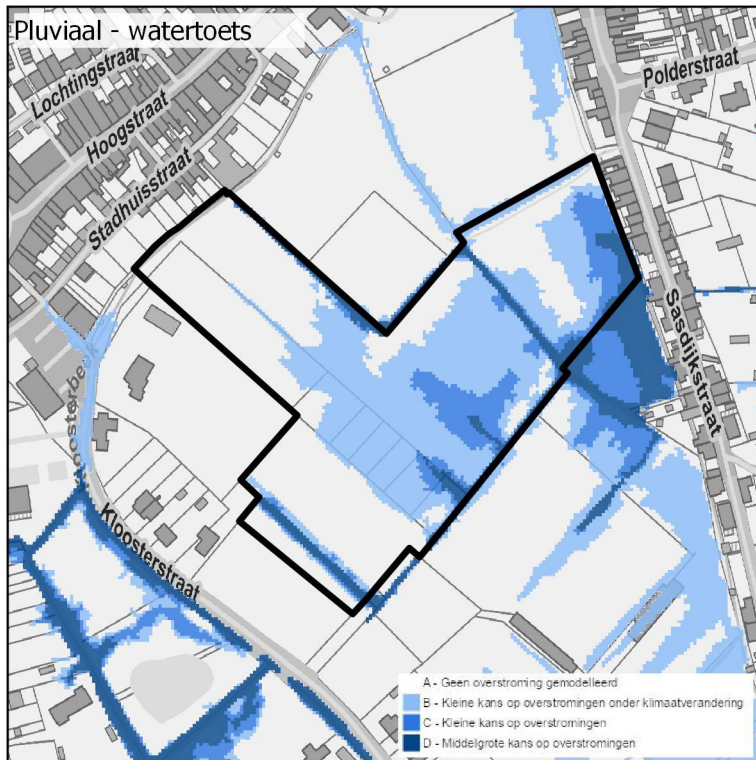 Pluviaal - watertoets
Lochtingstraat
Hoogstraat
Stadhuisstraat
Polderstraat
Sasdijkstraat
Kloosterbeek
Kloosterstraat
A - Geen overstroming gemodelleerd
B - Kleine kans op overstromingen onder klimaatverandering
C - Kleine kans op overstromingen
D - Middelgrote kans op overstromingen